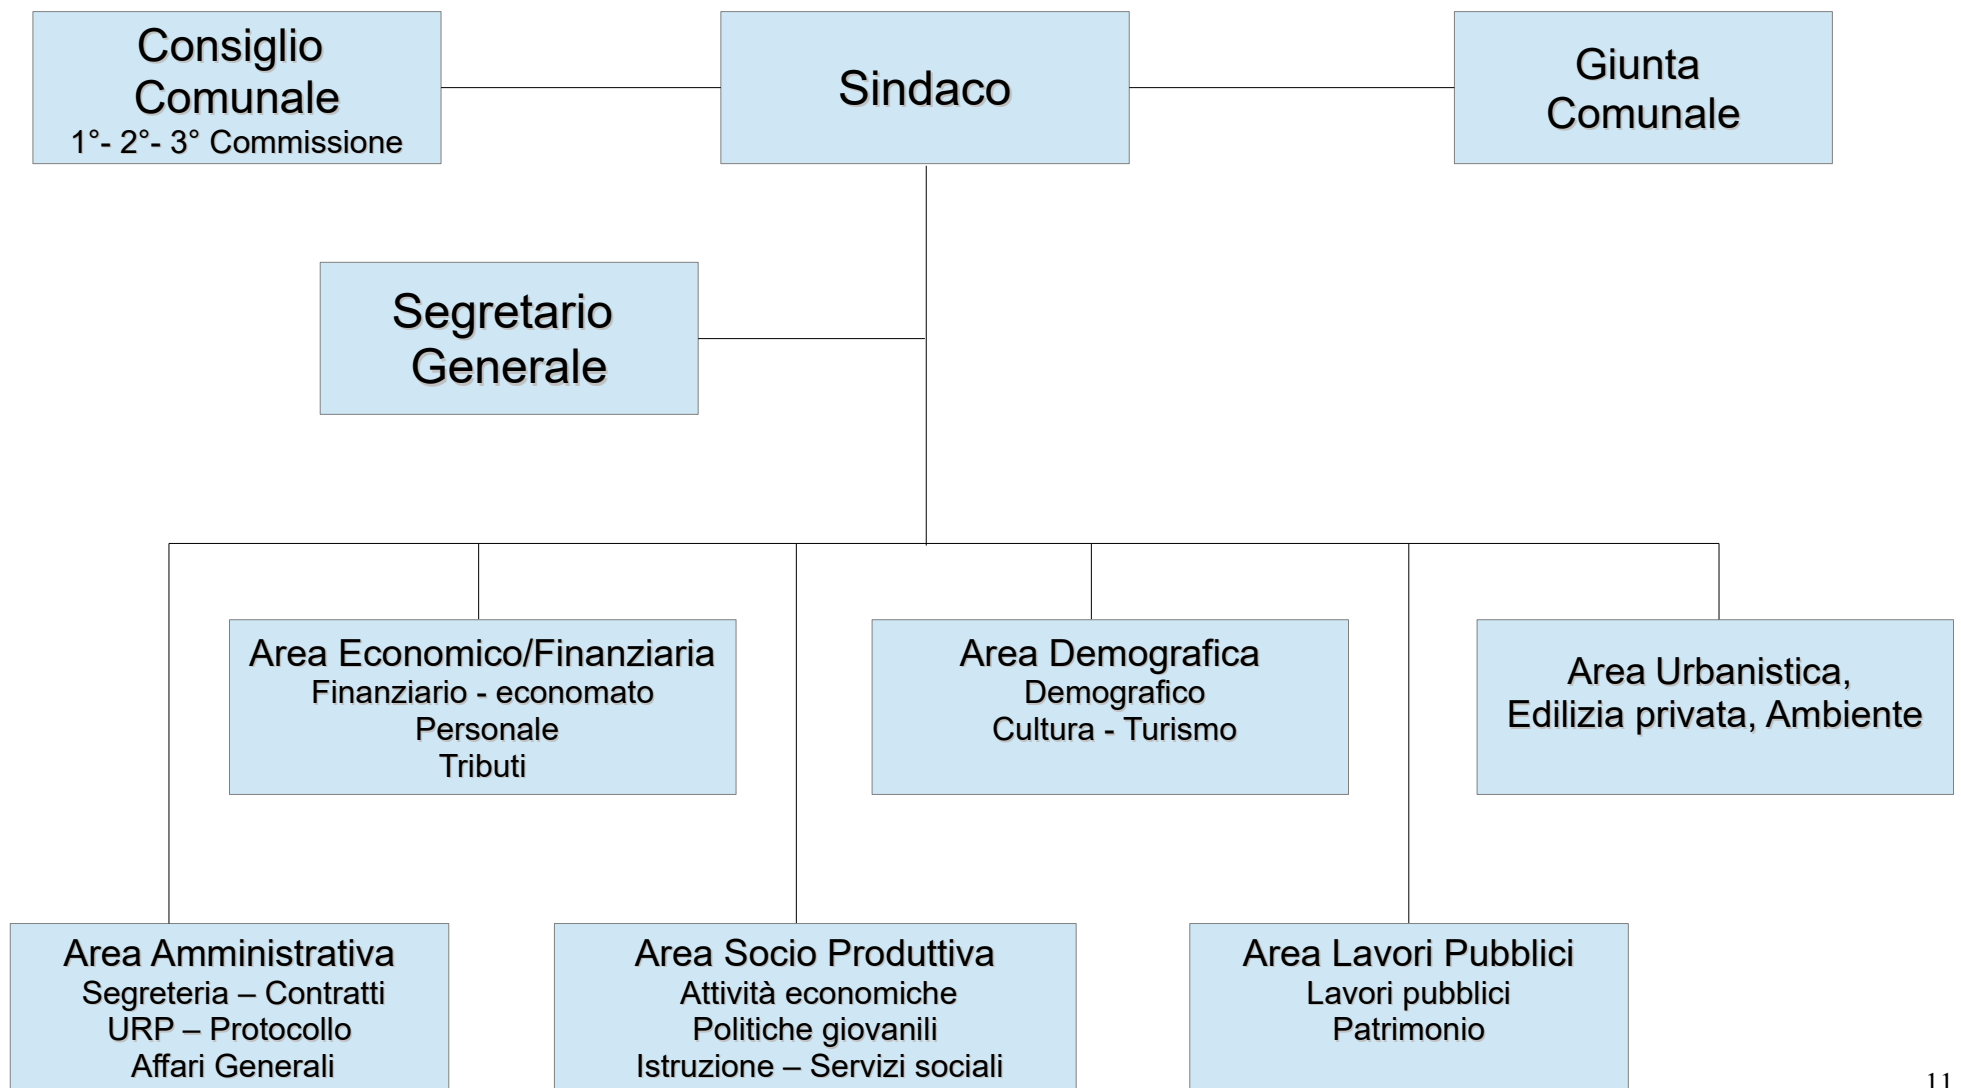 Consiglio
Comunale
1°- 2°- 3° Commissione
Sindaco
Giunta
Comunale
Segretario
Generale
Area Economico/Finanziaria
Finanziario - economato
Personale
Tributi
Area Demografica
Demografico
Cultura - Turismo
Area Urbanistica,
Edilizia privata, Ambiente
Area Amministrativa
Segreteria – Contratti
URP – Protocollo
Affari Generali
Area Socio Produttiva
Attività economiche
Politiche giovanili
Istruzione – Servizi sociali
Area Lavori Pubblici
Lavori pubblici
Patrimonio
11